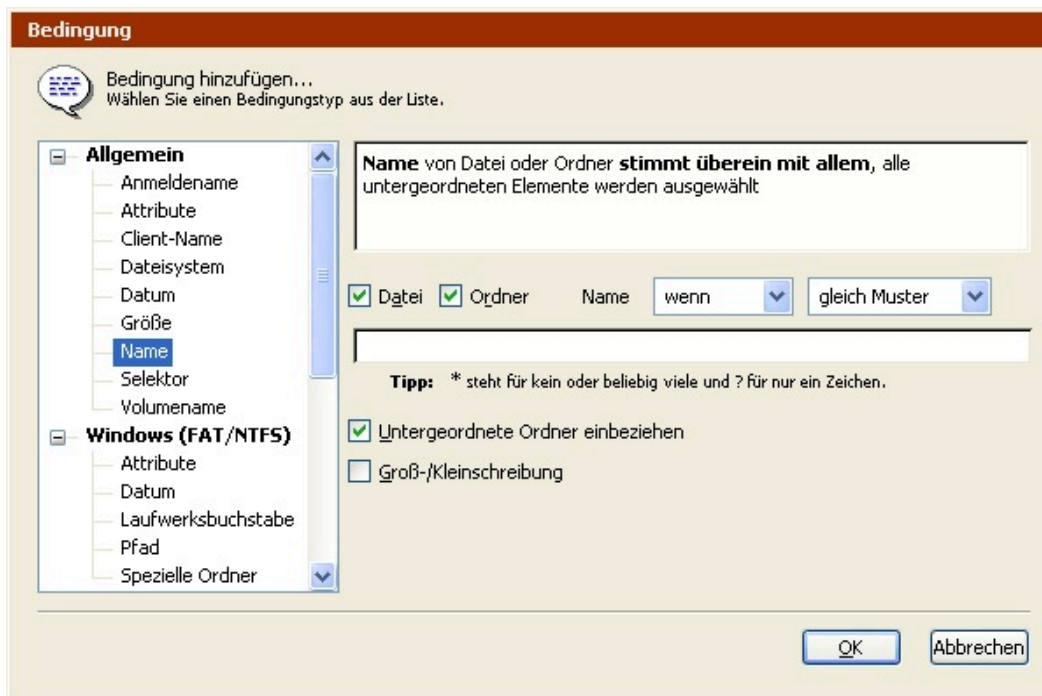 Bedingung
Bedingung hinzufügen...
Wählen Sie einen Bedingungstyp aus der Liste.
Allgemein
Anmeldename
Attribute
Client-Name
Dateisystem
Datum
Größe
Name
Selektor
Volumename
Windows (FAT/NTFS)
Attribute
Datum
Laufwerksbuchstabe
Pfad
Spezielle Ordner
Name von Datei oder Ordner stimmt überein mit allem, alle
untergeordneten Elemente werden ausgewählt
Datei Ordner Name wenn gleich Muster
Tipp: * steht für kein oder beliebig viele und ? für nur ein Zeichen.
Untergeordnete Ordner einbeziehen
Groß-/Kleinschreibung
OK Abbrechen